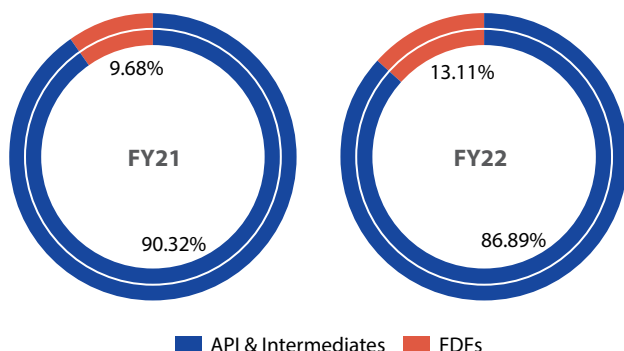 9.68%
13.11%
FY21
FY22
90.32%
86.89%
API & Intermediates
FDFs